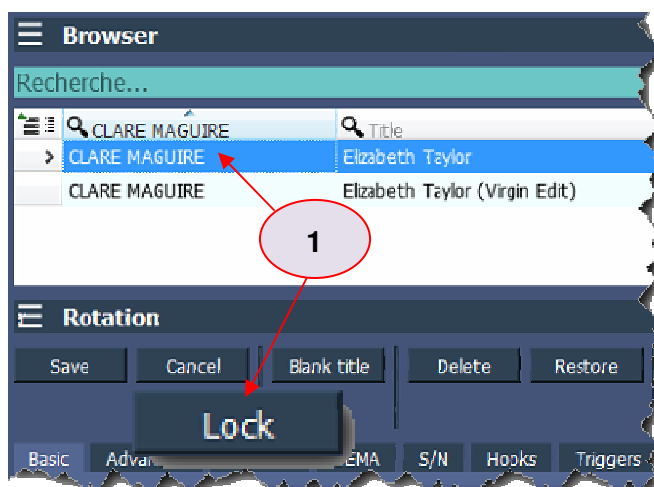 Browser
Recherche...
CLARE MAGUIRE Title
CLARE MAGUIRE Elizabeth Taylor
CLARE MAGUIRE Elizabeth Taylor (Virgin Edit)
1
Rotation
Save Cancel Blank title Delete Restore
Lock
Basic S/N Hooks Triggers